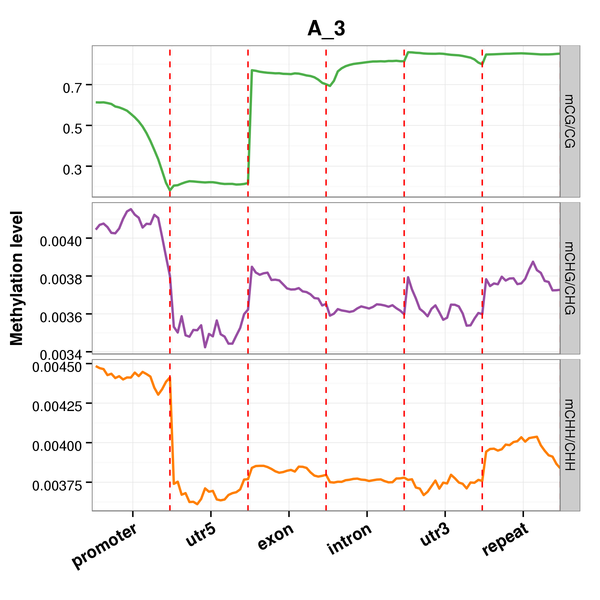 A_3
Methylation level
0.7
0.5
0.3
mCG/CG
0.0040
0.0038
0.0036
0.0034
mCHG/CHG
0.00450
0.00425
0.00400
0.00375
mCHH/CHH
promoter
utr5
exon
intron
utr3
repeat